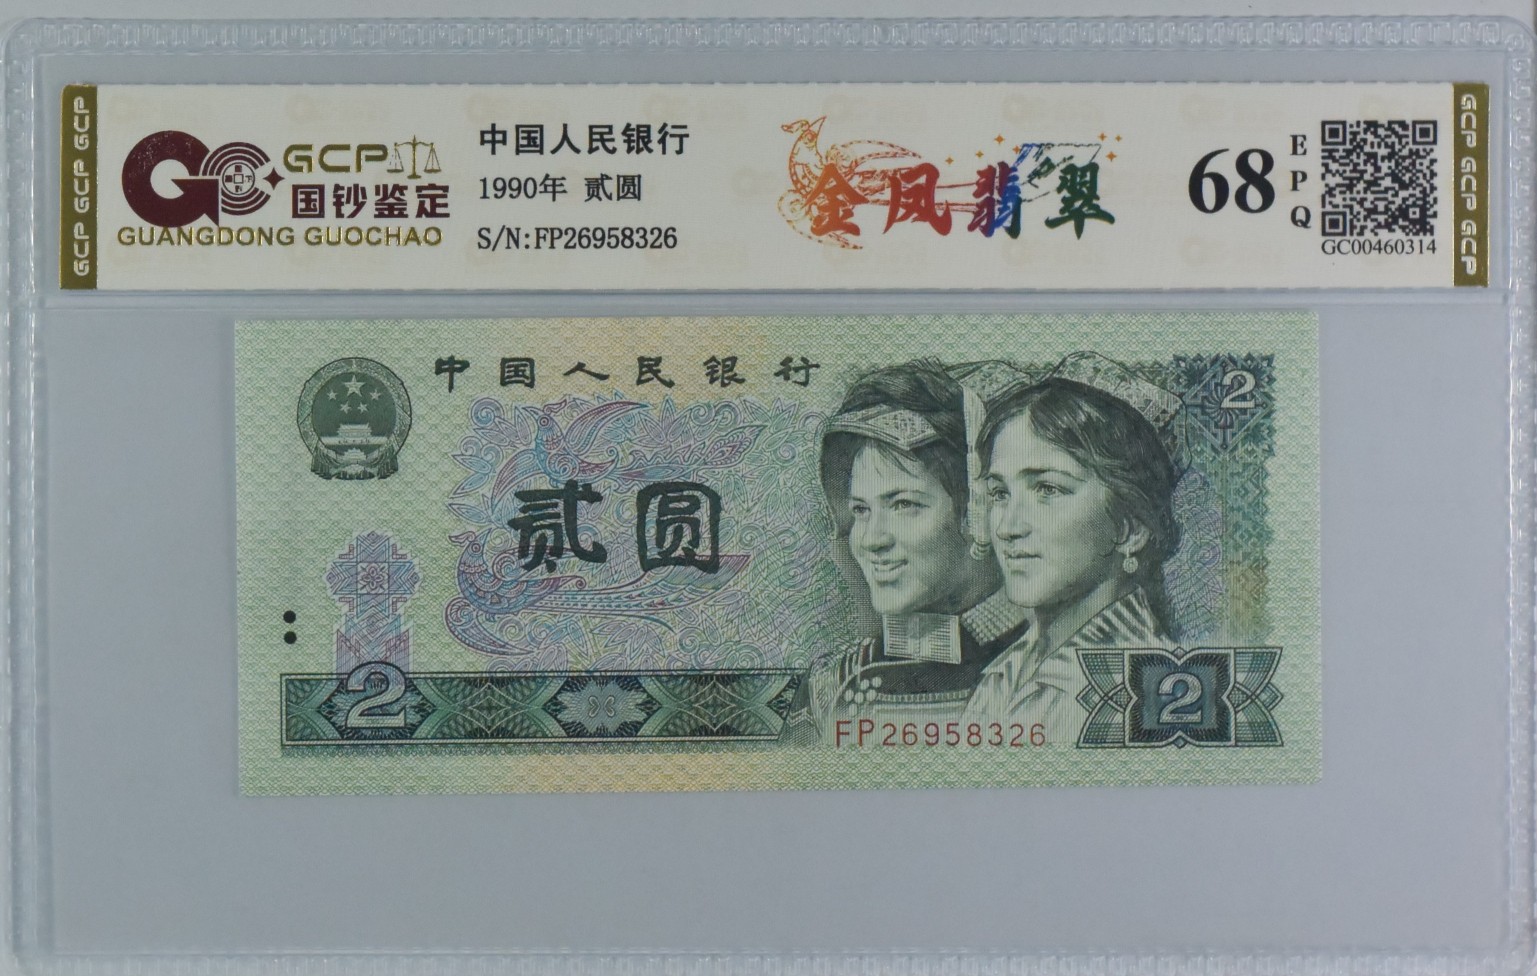 GCP GCP GCP
GCP
国钞鉴定
GUANGDONG GUOCHAO
中国人民银行
1990年 贰圆
S/N:FP26958326
金凤翡翠
68
EPQ
GC00460314
GCP GCP GCP
中国人民银行
2
贰圆
2
2
FP26958326